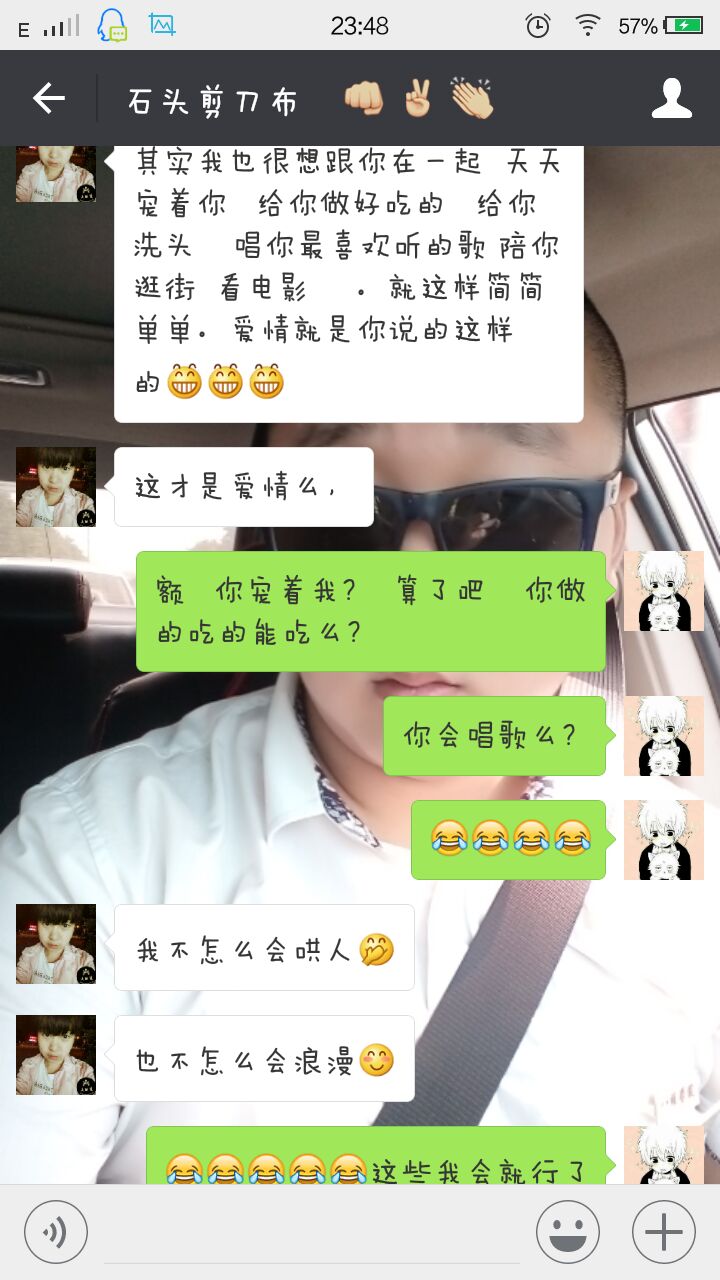 E
23:48
57%
石头剪刀布 👊✌👏
其实我也很想跟你在一起 天天
宠着你 给你做好吃的 给你
洗头 唱你最喜欢听的歌 陪你
逛街 看电影 。就这样简简
单单。爱情就是你说的这样
的😁😁😁
这才是爱情么，
额 你宠着我？ 算了吧 你做
的吃的能吃么？
你会唱歌么？
😂😂😂😂
我不怎么会哄人🤭
也不怎么会浪漫😊
😂😂😂😂😂这些我会就行了